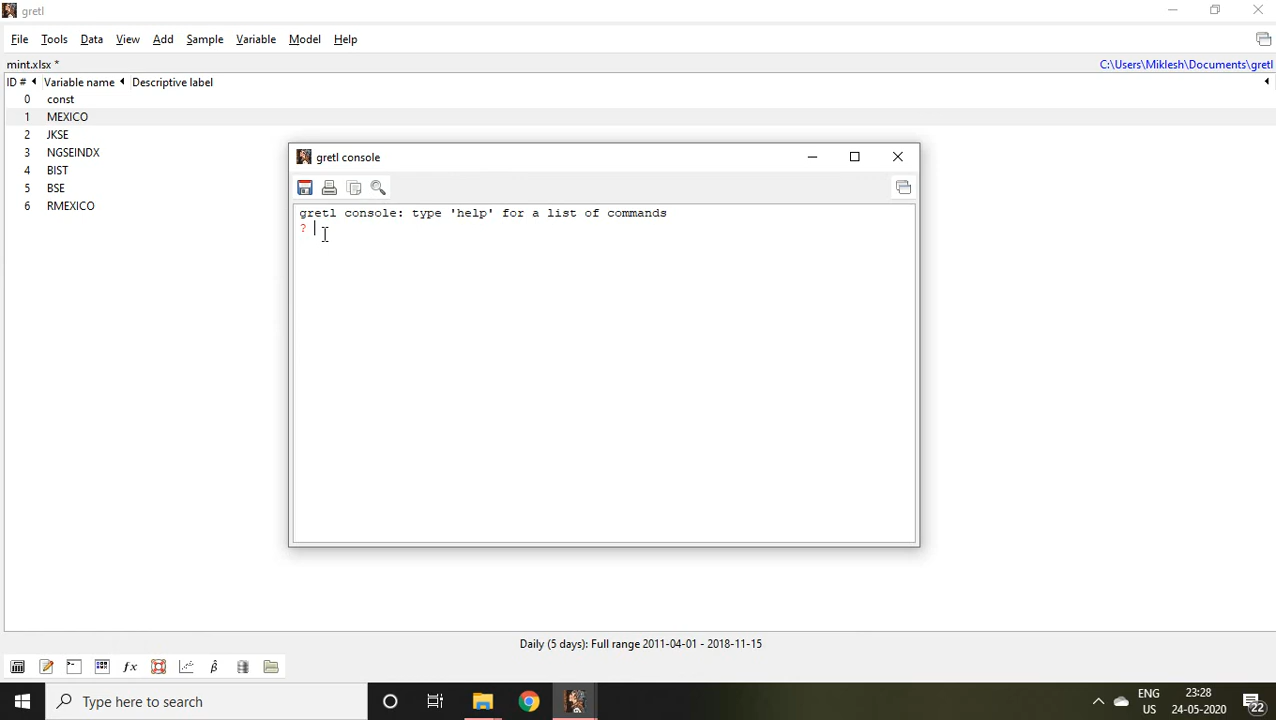 gretl
File Tools Data View Add Sample Variable Model Help
mint.xlsx * C:\Users\Miklesh\Documents\gretl
ID # Variable name Descriptive label
0 const
1 MEXICO
2 JKSE
3 NGSEINDX
4 BIST
5 BSE
6 RMEXICO
gretl console
gretl console: type 'help' for a list of commands
?
Daily (5 days): Full range 2011-04-01 - 2018-11-15
fx β
Type here to search
ENG
US
23:28
24-05-2020
22